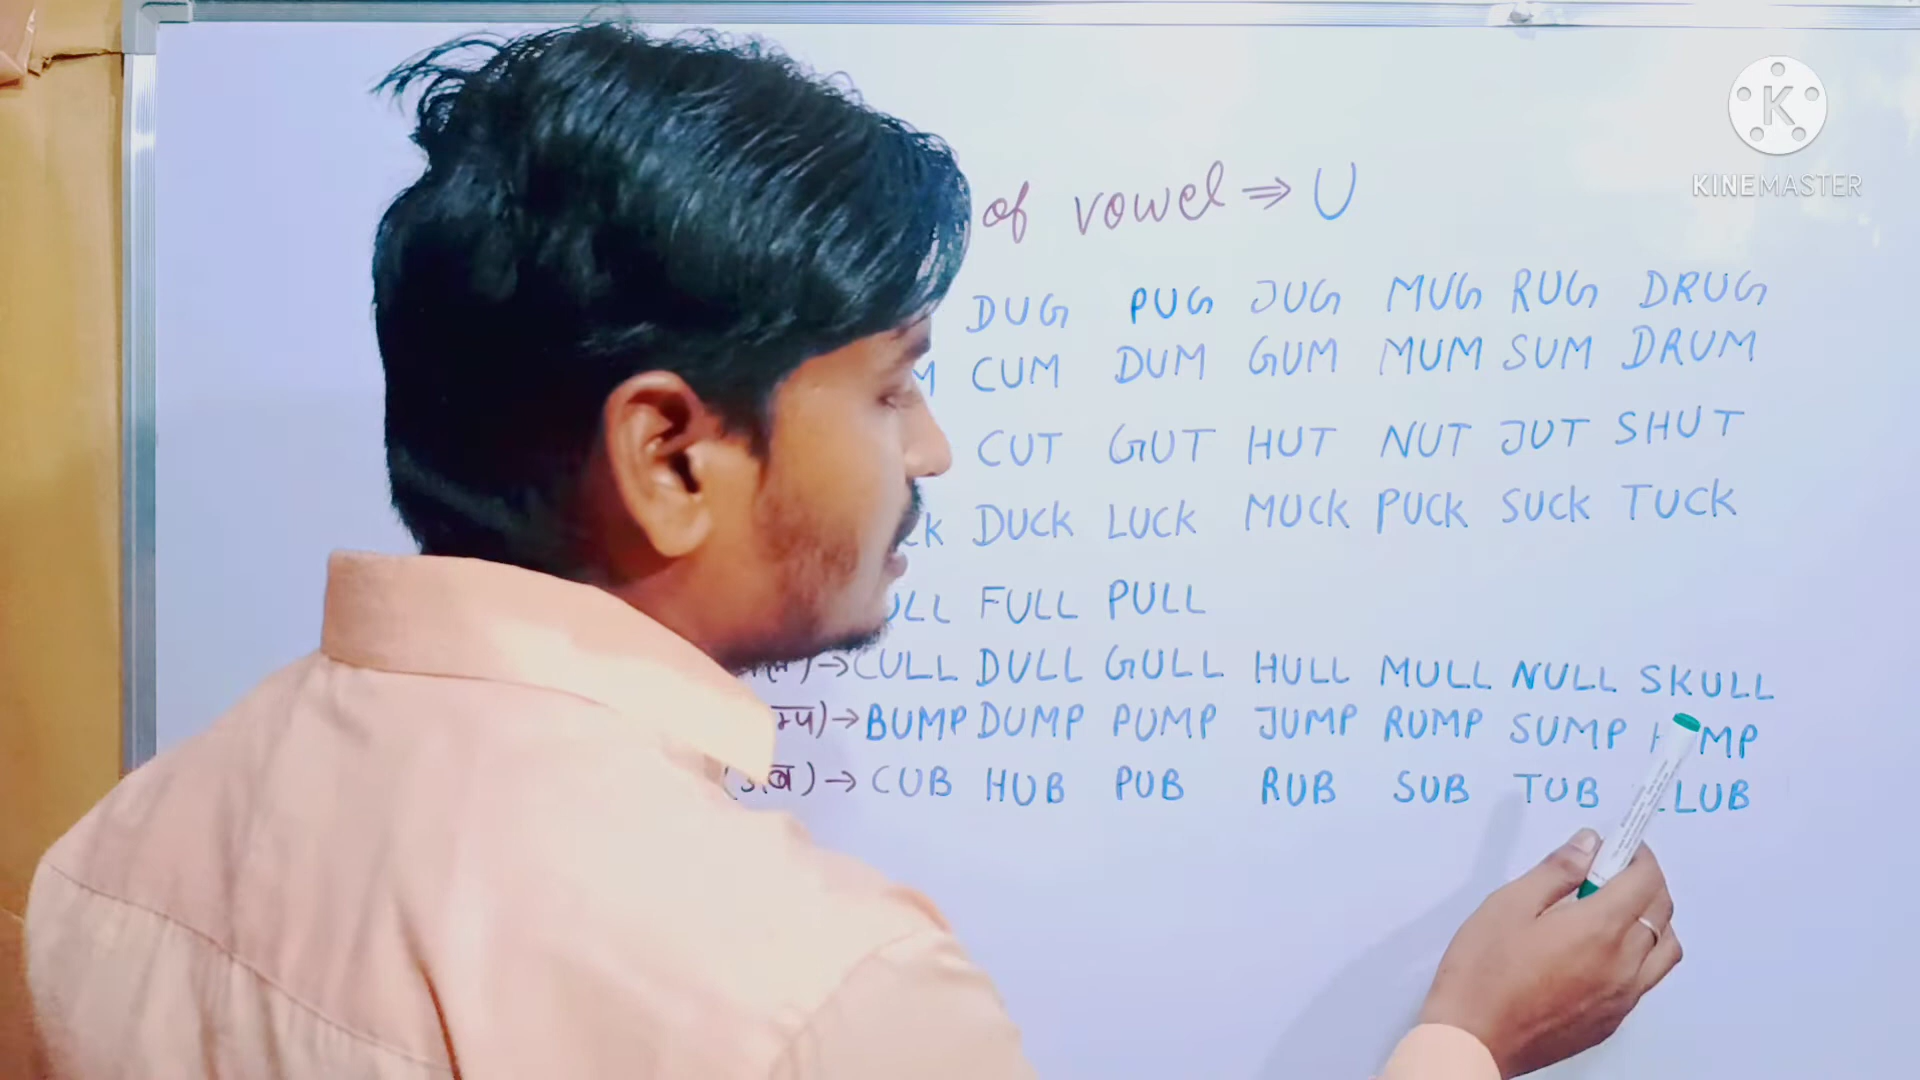 KINEMASTER
of vowel ⇒ U
DUG PUG JUG MUG RUG DRUG
CUM DUM GUM MUM SUM DRUM
CUT GUT HUT NUT JUT SHUT
DUCK LUCK MUCK PUCK SUCK TUCK
FULL PULL
→ CULL DULL GULL HULL MULL NULL SKULL
→ BUMP DUMP PUMP JUMP RUMP SUMP
→ CUB HUB PUB RUB SUB TUB